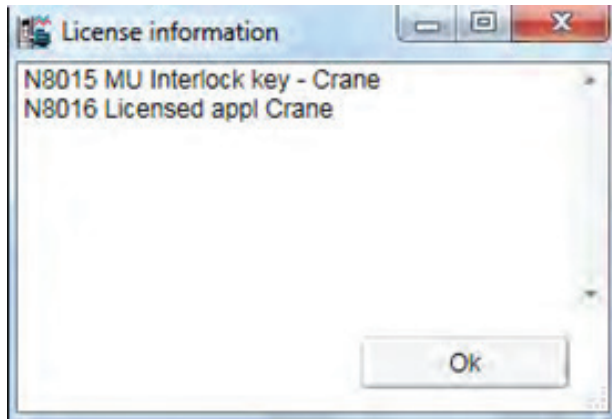 License information
N8015 MU Interlock key - Crane
N8016 Licensed appl Crane
Ok